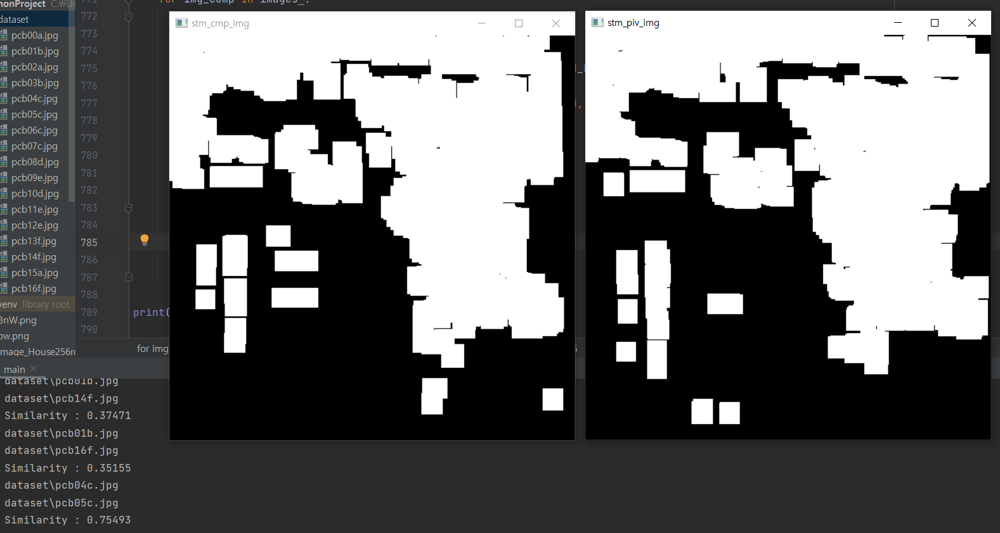 nonProject C:₩Us
dataset
pcb00a.jpg
pcb01b.jpg
pcb02a.jpg
pcb03b.jpg
pcb04c.jpg
pcb05c.jpg
pcb06c.jpg
pcb07c.jpg
pcb08d.jpg
pcb09e.jpg
pcb10d.jpg
pcb11e.jpg
pcb12e.jpg
pcb13f.jpg
pcb14f.jpg
pcb15a.jpg
pcb16f.jpg
venv library root
BnW.png
ow.png
mage_House256r
771 for img_comp in images_:
772
773
774
775
776
777
778
779
780
781
782
783
784
785
786
787
788
789 print(
790
for img
stm_cmp_img
stm_piv_img
main
dataset\pcb01b.jpg
dataset\pcb14f.jpg
Similarity : 0.37471
dataset\pcb01b.jpg
dataset\pcb16f.jpg
Similarity : 0.35155
dataset\pcb04c.jpg
dataset\pcb05c.jpg
Similarity : 0.75493